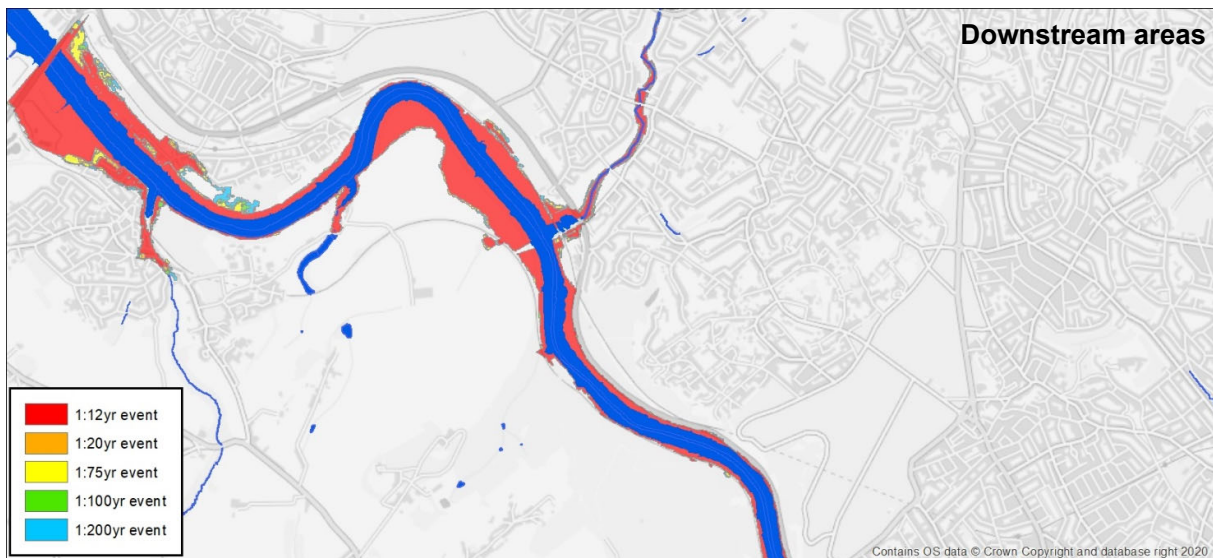 Downstream areas
1:12yr event
1:20yr event
1:75yr event
1:100yr event
1:200yr event
Contains OS data © Crown Copyright and database right 2020